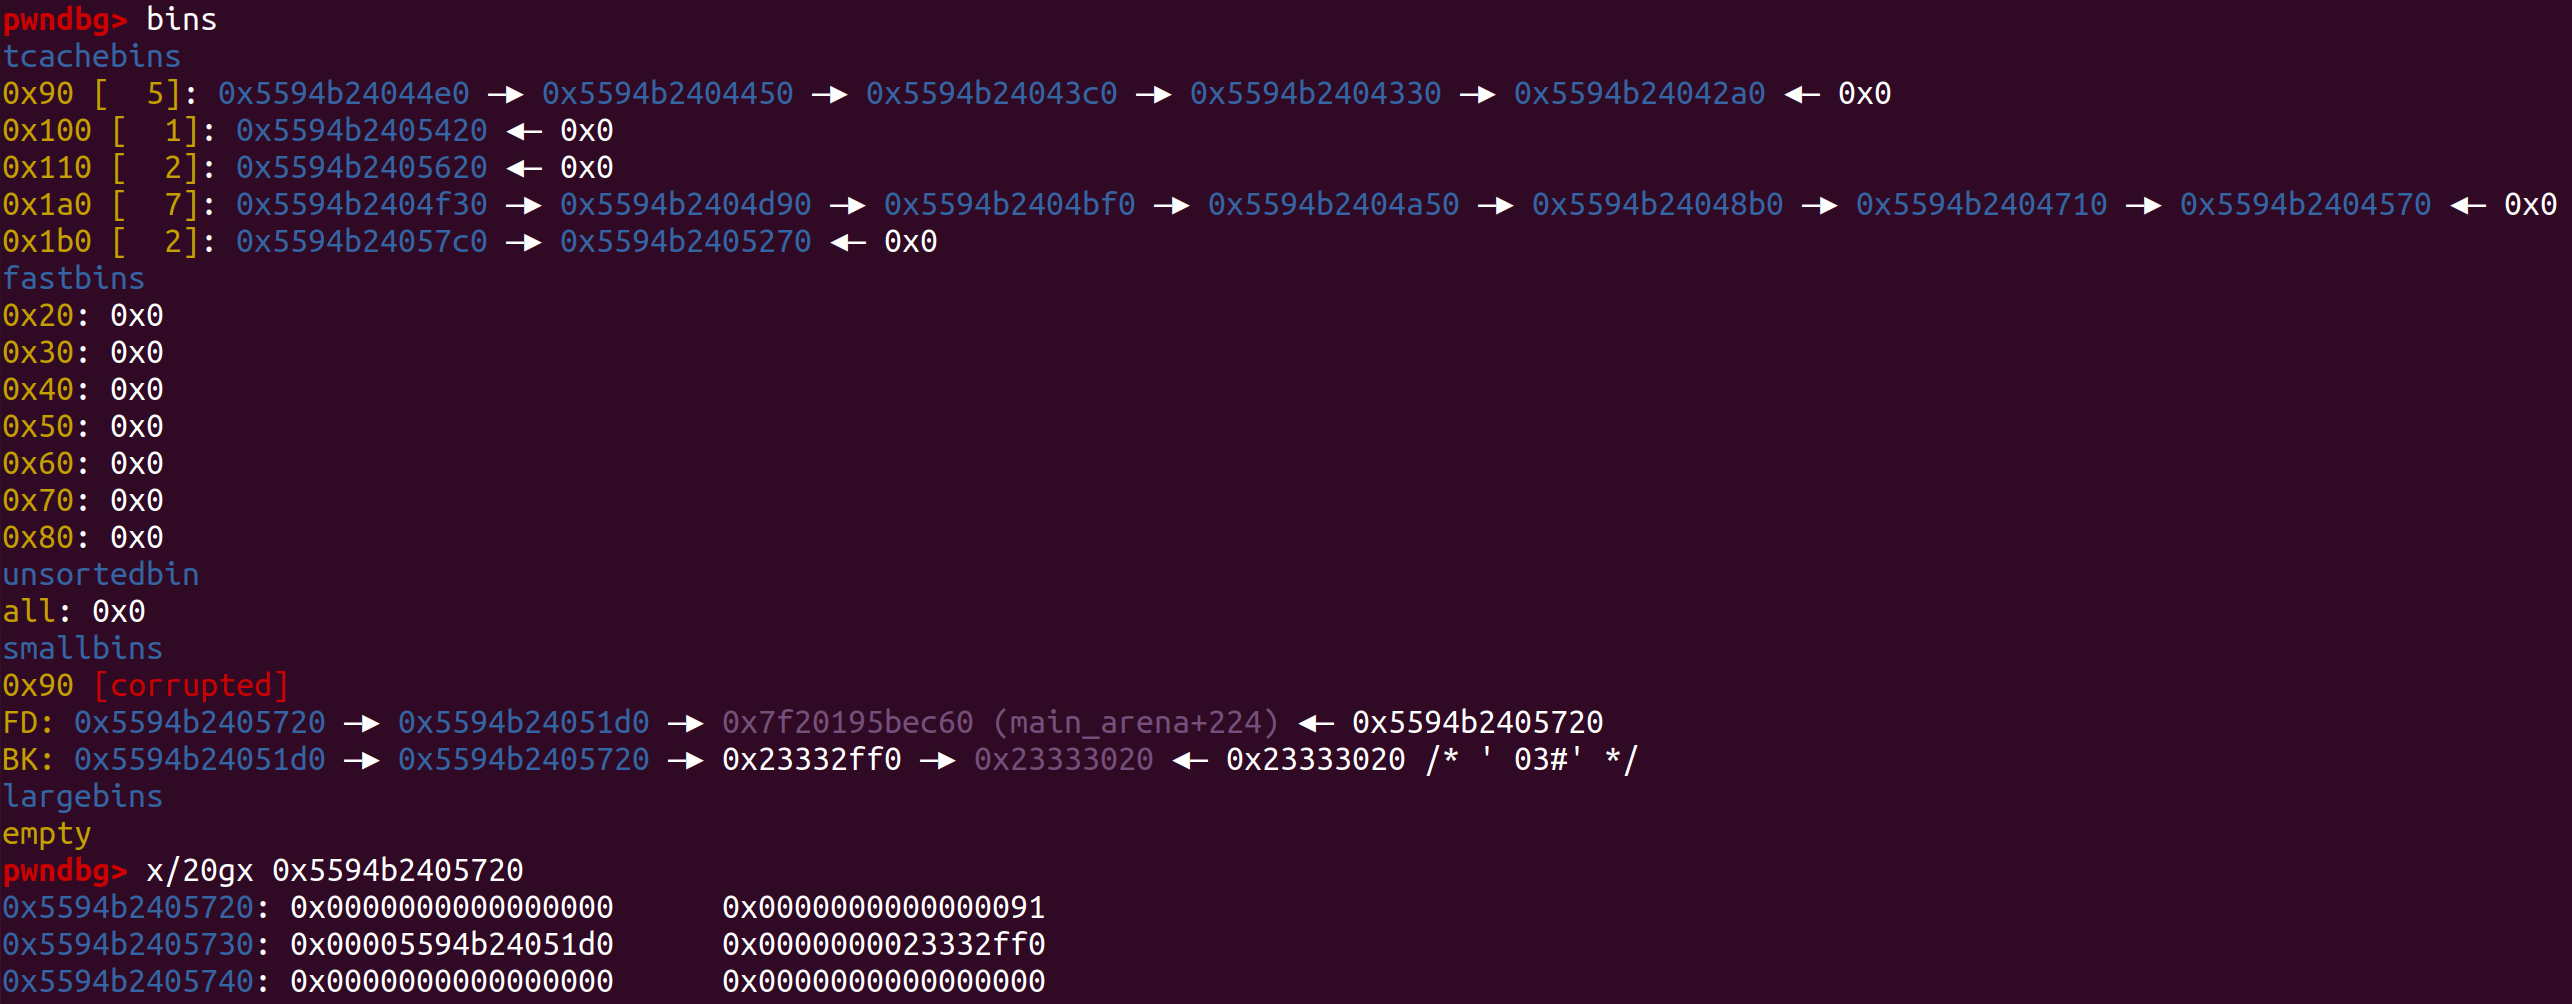 pwndbg> bins
tcachebins
0x90 [  5]: 0x5594b24044e0 —▸ 0x5594b2404450 —▸ 0x5594b24043c0 —▸ 0x5594b2404330 —▸ 0x5594b24042a0 ◂— 0x0
0x100 [  1]: 0x5594b2405420 ◂— 0x0
0x110 [  2]: 0x5594b2405620 ◂— 0x0
0x1a0 [  7]: 0x5594b2404f30 —▸ 0x5594b2404d90 —▸ 0x5594b2404bf0 —▸ 0x5594b2404a50 —▸ 0x5594b24048b0 —▸ 0x5594b2404710 —▸ 0x5594b2404570 ◂— 0x0
0x1b0 [  2]: 0x5594b24057c0 —▸ 0x5594b2405270 ◂— 0x0
fastbins
0x20: 0x0
0x30: 0x0
0x40: 0x0
0x50: 0x0
0x60: 0x0
0x70: 0x0
0x80: 0x0
unsortedbin
all: 0x0
smallbins
0x90 [corrupted]
FD: 0x5594b2405720 —▸ 0x5594b24051d0 —▸ 0x7f20195bec60 (main_arena+224) ◂— 0x5594b2405720
BK: 0x5594b24051d0 —▸ 0x5594b2405720 —▸ 0x23332ff0 —▸ 0x23333020 ◂— 0x23333020 /* ' 03#' */
largebins
empty
pwndbg> x/20gx 0x5594b2405720
0x5594b2405720: 0x0000000000000000 0x0000000000000091
0x5594b2405730: 0x00005594b24051d0 0x0000000023332ff0
0x5594b2405740: 0x0000000000000000 0x0000000000000000